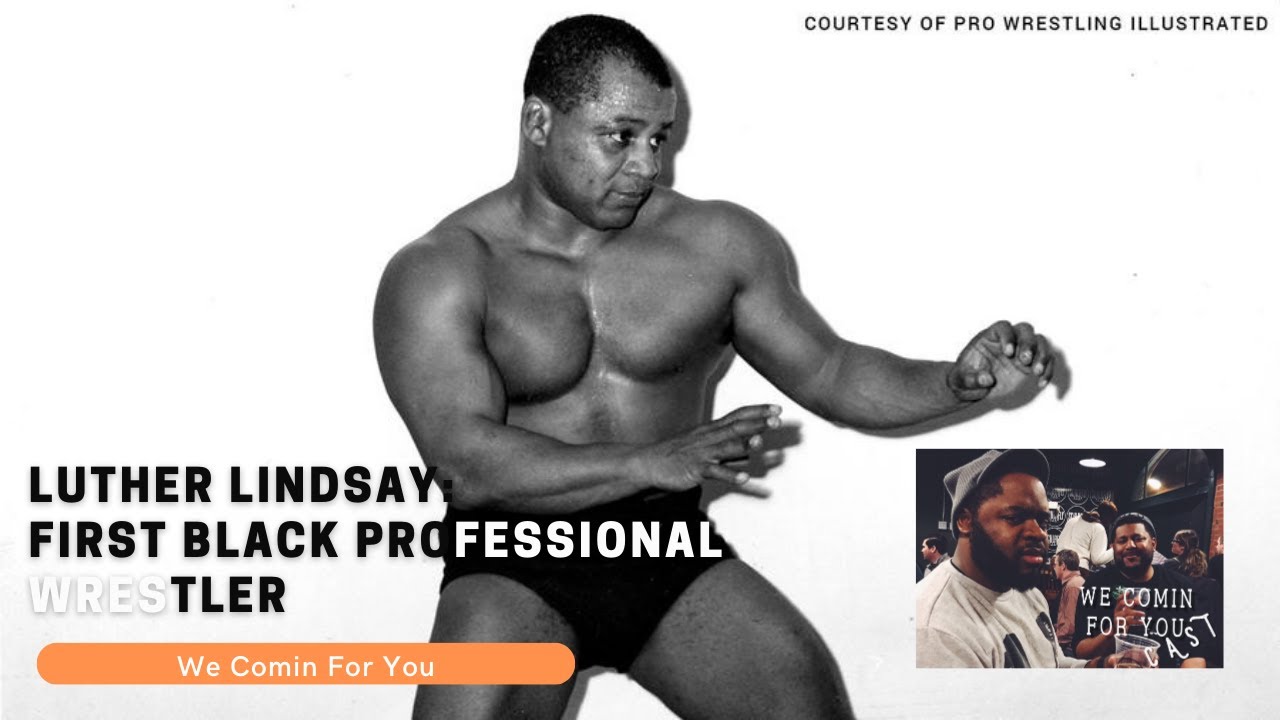 COURTESY OF PRO WRESTLING ILLUSTRATED
LUTHER LINDSAY:
FIRST BLACK PROFESSIONAL
WRESTLER
We Comin For You
WE COMIN
FOR YOU
CAST